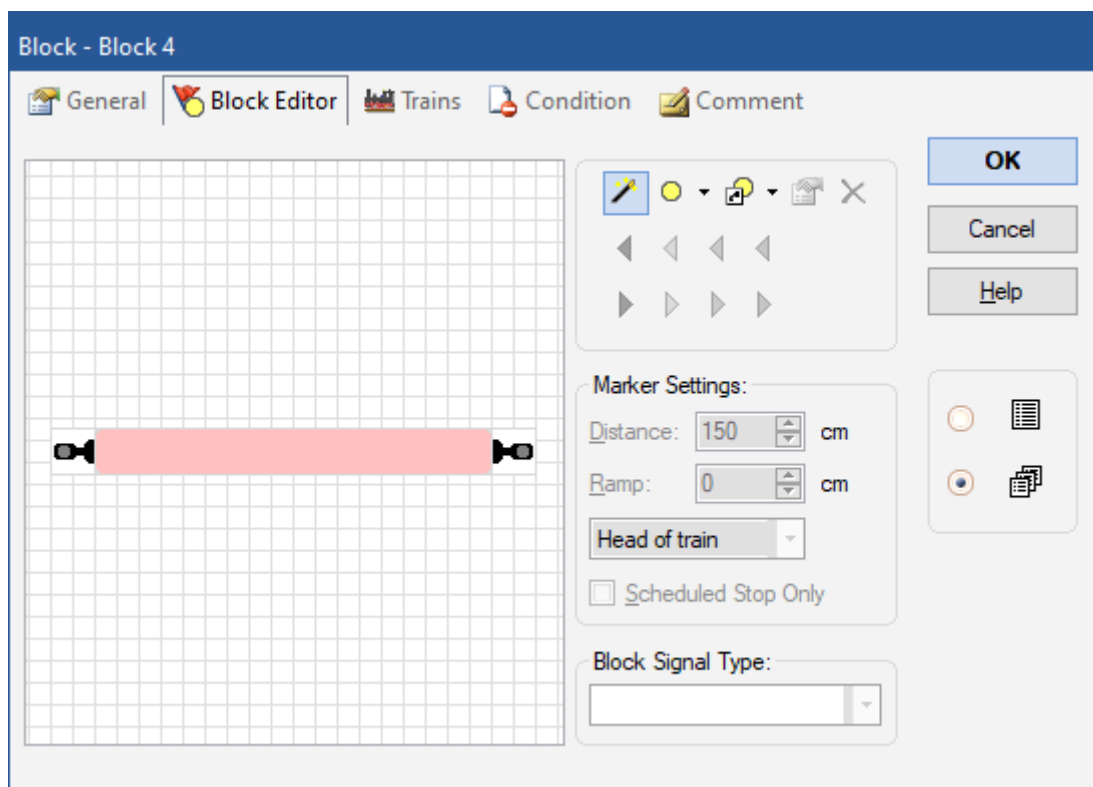 Block - Block 4
General
Block Editor
Trains
Condition
Comment
OK
Cancel
Help
Marker Settings:
Distance: 150 cm
Ramp: 0 cm
Head of train
Scheduled Stop Only
Block Signal Type: